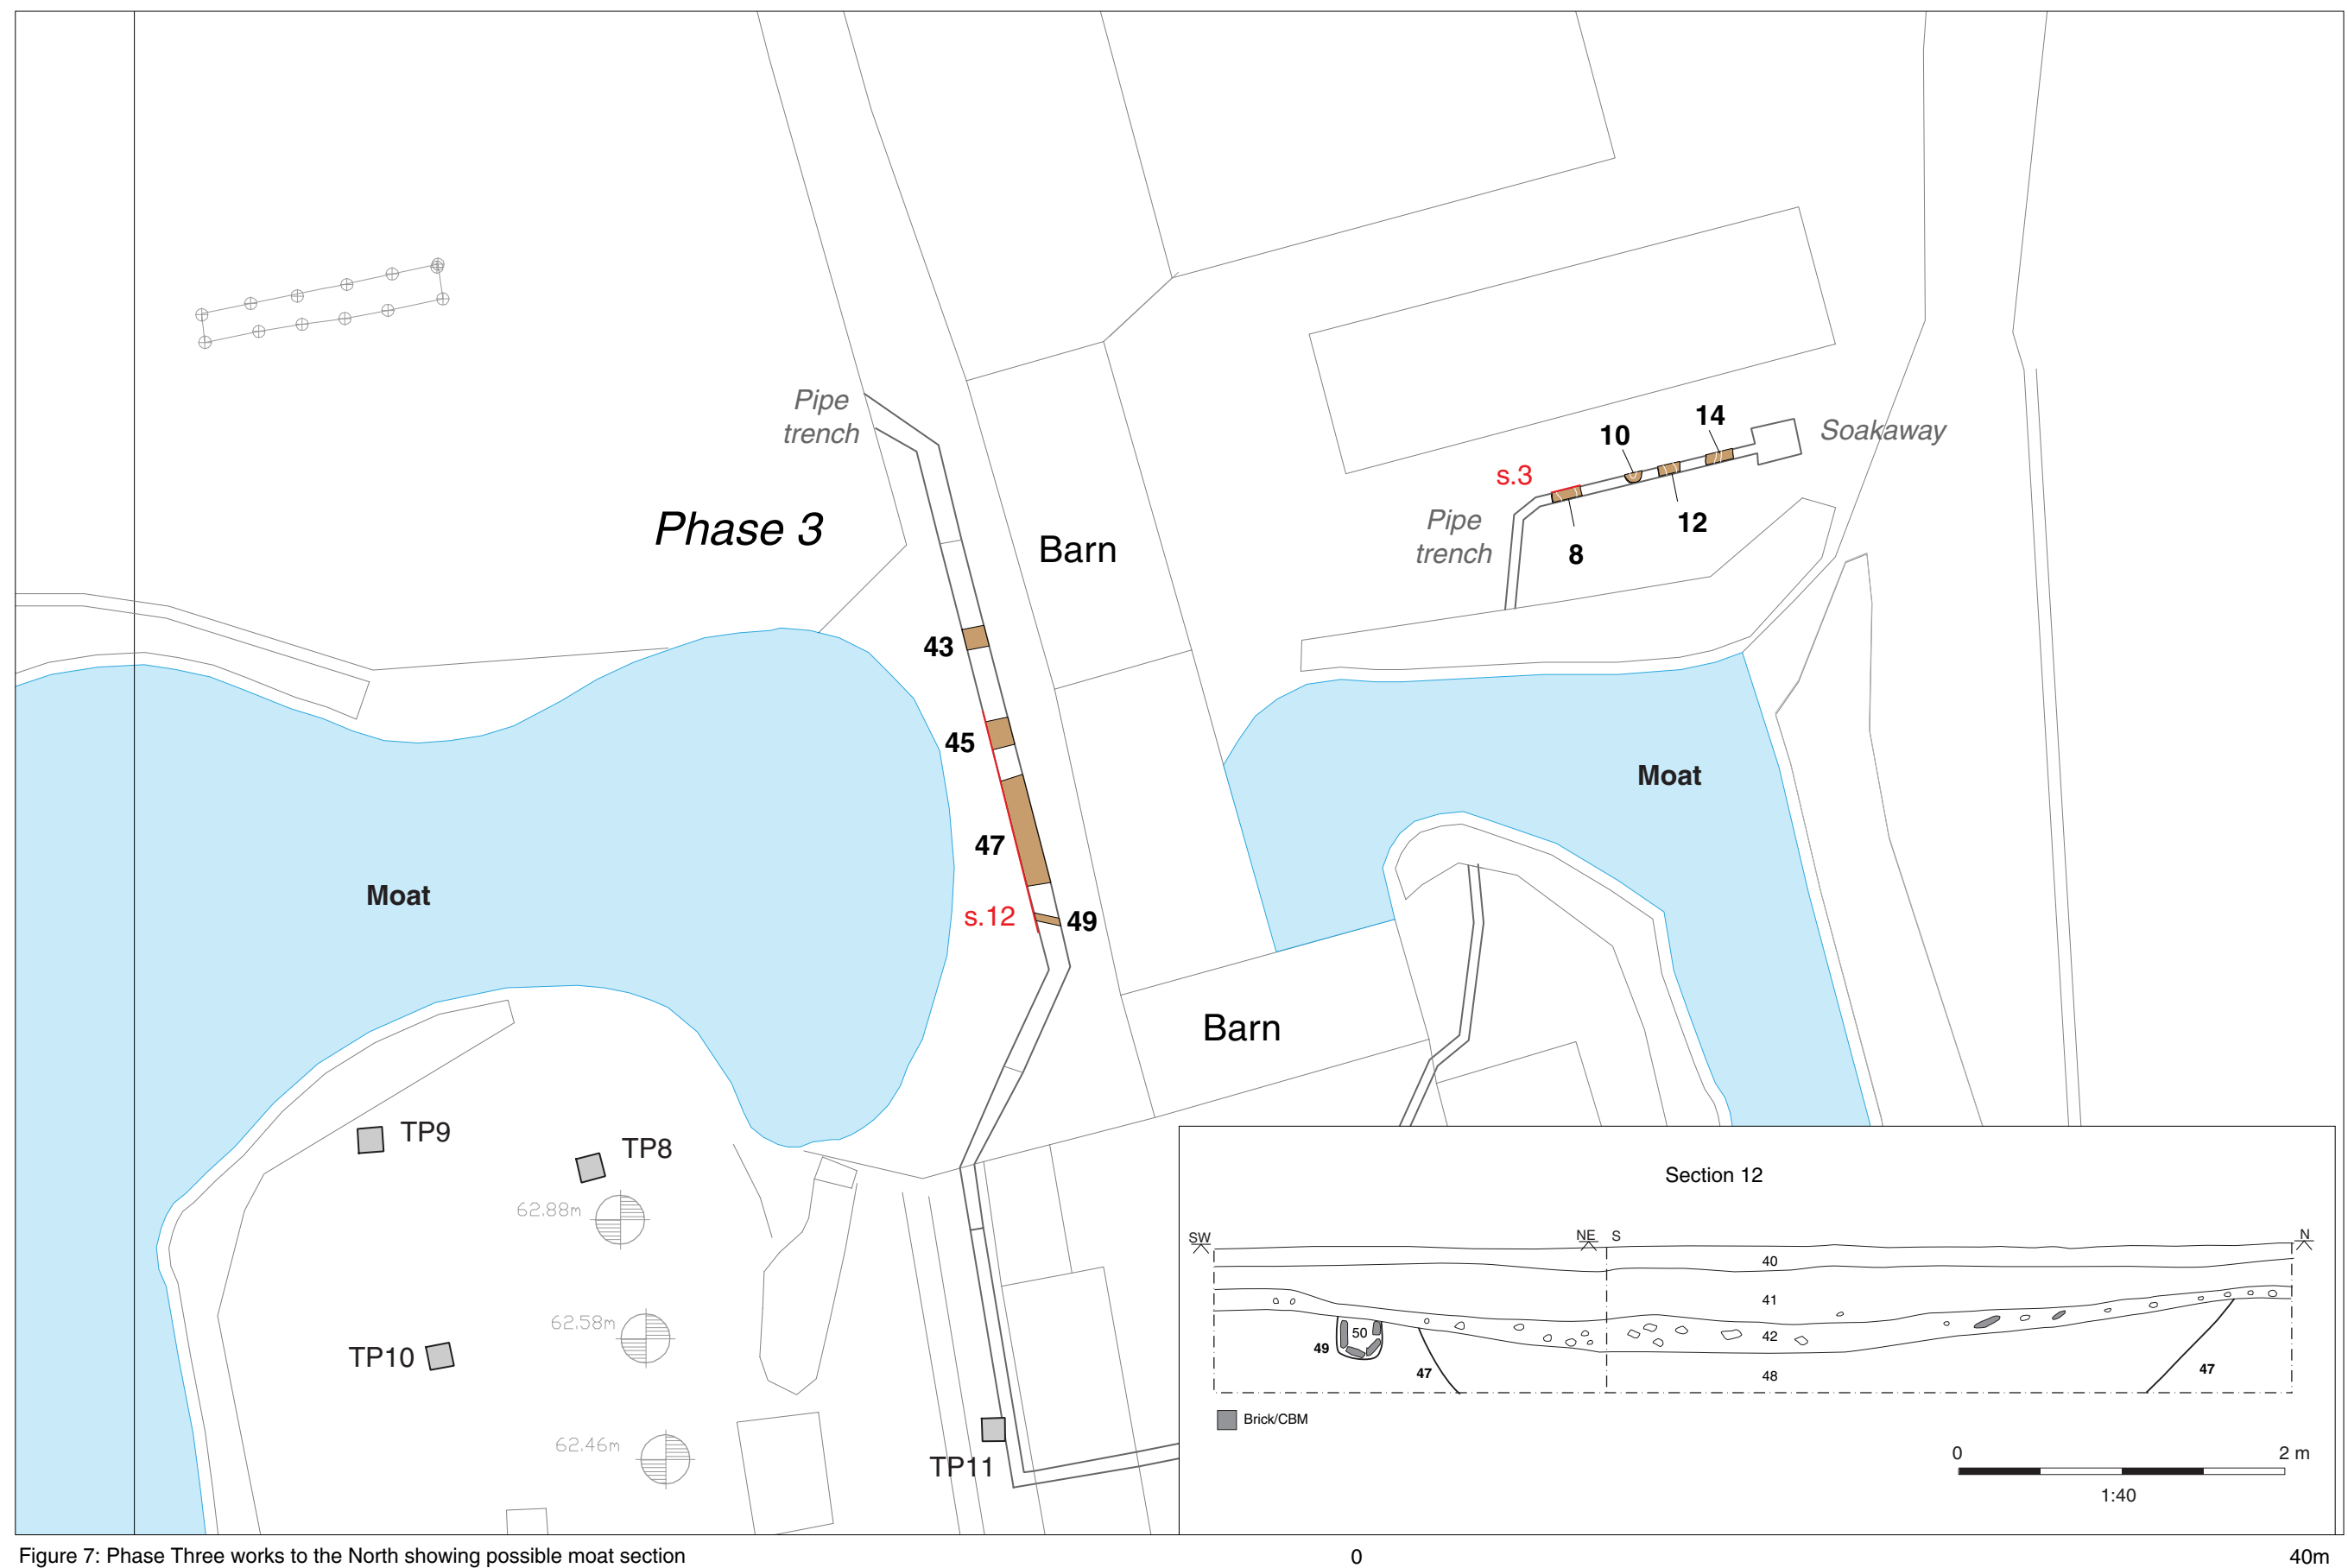 Pipe
trench
Phase 3
Barn
43
45
47
s.12
49
Moat
14
10
Soakaway
s.3
12
Pipe
trench
8
Moat
Barn
TP9
TP8
62.88m
62.58m
TP10
62.46m
TP11
Section 12
SW
NE
S
N
40
41
42
50
49
47
47
48
Brick/CBM
0
2 m
1:40
Figure 7: Phase Three works to the North showing possible moat section
0
40m